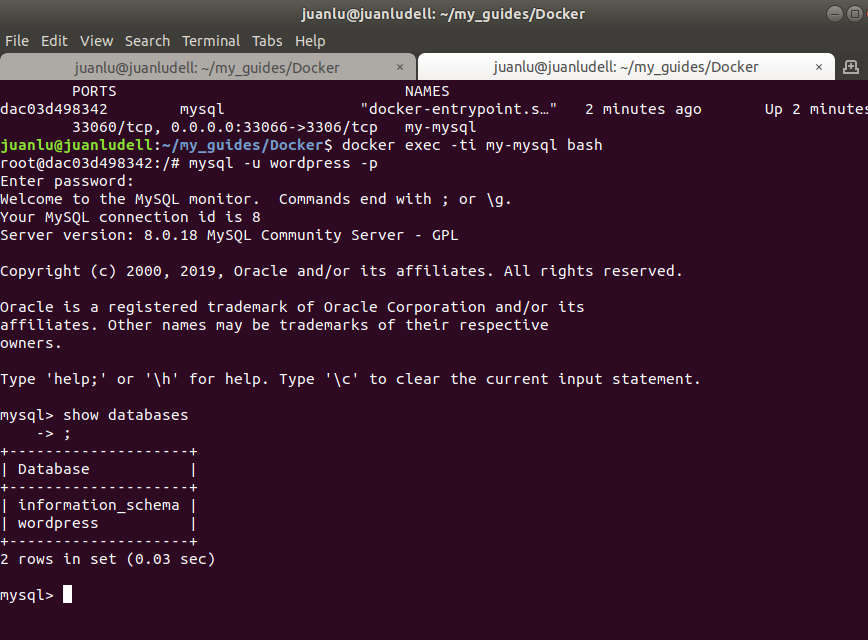 juanlu@juanludell: ~/my_guides/Docker
File Edit View Search Terminal Tabs Help
juanlu@juanludell: ~/my_guides/Docker × juanlu@juanludell: ~/my_guides/Docker ×
PORTS NAMES
dac03d498342 mysql "docker-entrypoint.s…" 2 minutes ago Up 2 minutes
33060/tcp, 0.0.0.0:33066->3306/tcp my-mysql
juanlu@juanludell:~/my_guides/Docker$ docker exec -ti my-mysql bash
root@dac03d498342:/# mysql -u wordpress -p
Enter password:
Welcome to the MySQL monitor.  Commands end with ; or \g.
Your MySQL connection id is 8
Server version: 8.0.18 MySQL Community Server - GPL
Copyright (c) 2000, 2019, Oracle and/or its affiliates. All rights reserved.
Oracle is a registered trademark of Oracle Corporation and/or its
affiliates. Other names may be trademarks of their respective
owners.
Type 'help;' or '\h' for help. Type '\c' to clear the current input statement.
mysql> show databases
    -> ;
+--------------------+
| Database           |
+--------------------+
| information_schema |
| wordpress          |
+--------------------+
2 rows in set (0.03 sec)
mysql>